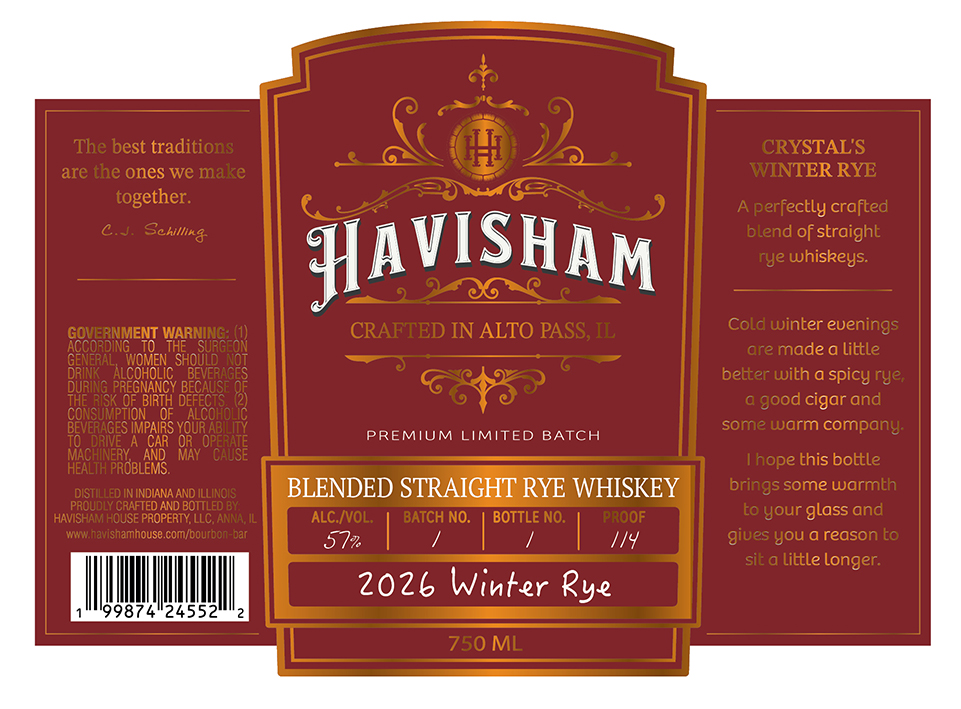 The best traditions
are the ones we make
together.
C.J. Schilling
GOVERNMENT WARNING: (1)
ACCORDING TO THE SURGEON
GENERAL, WOMEN SHOULD NOT
DRINK ALCOHOLIC BEVERAGES
DURING PREGNANCY BECAUSE OF
THE RISK OF BIRTH DEFECTS. (2)
CONSUMPTION OF ALCOHOLIC
BEVERAGES IMPAIRS YOUR ABILITY
TO DRIVE A CAR OR OPERATE
MACHINERY, AND MAY CAUSE
HEALTH PROBLEMS.
DISTILLED IN INDIANA AND ILLINOIS
PROUDLY CRAFTED AND BOTTLED BY:
HAVISHAM HOUSE PROPERTY, LLC, ANNA, IL
www.havishamhouse.com/bourbon-bar
1 99874 24552 2
HH
HAVISHAM
CRAFTED IN ALTO PASS, IL
PREMIUM LIMITED BATCH
BLENDED STRAIGHT RYE WHISKEY
ALC./VOL. BATCH NO. BOTTLE NO. PROOF
57% 1 1 114
2026 Winter Rye
750 ML
CRYSTAL'S
WINTER RYE
A perfectly crafted
blend of straight
rye whiskeys.
Cold winter evenings
are made a little
better with a spicy rye,
a good cigar and
some warm company.
I hope this bottle
brings some warmth
to your glass and
gives you a reason to
sit a little longer.